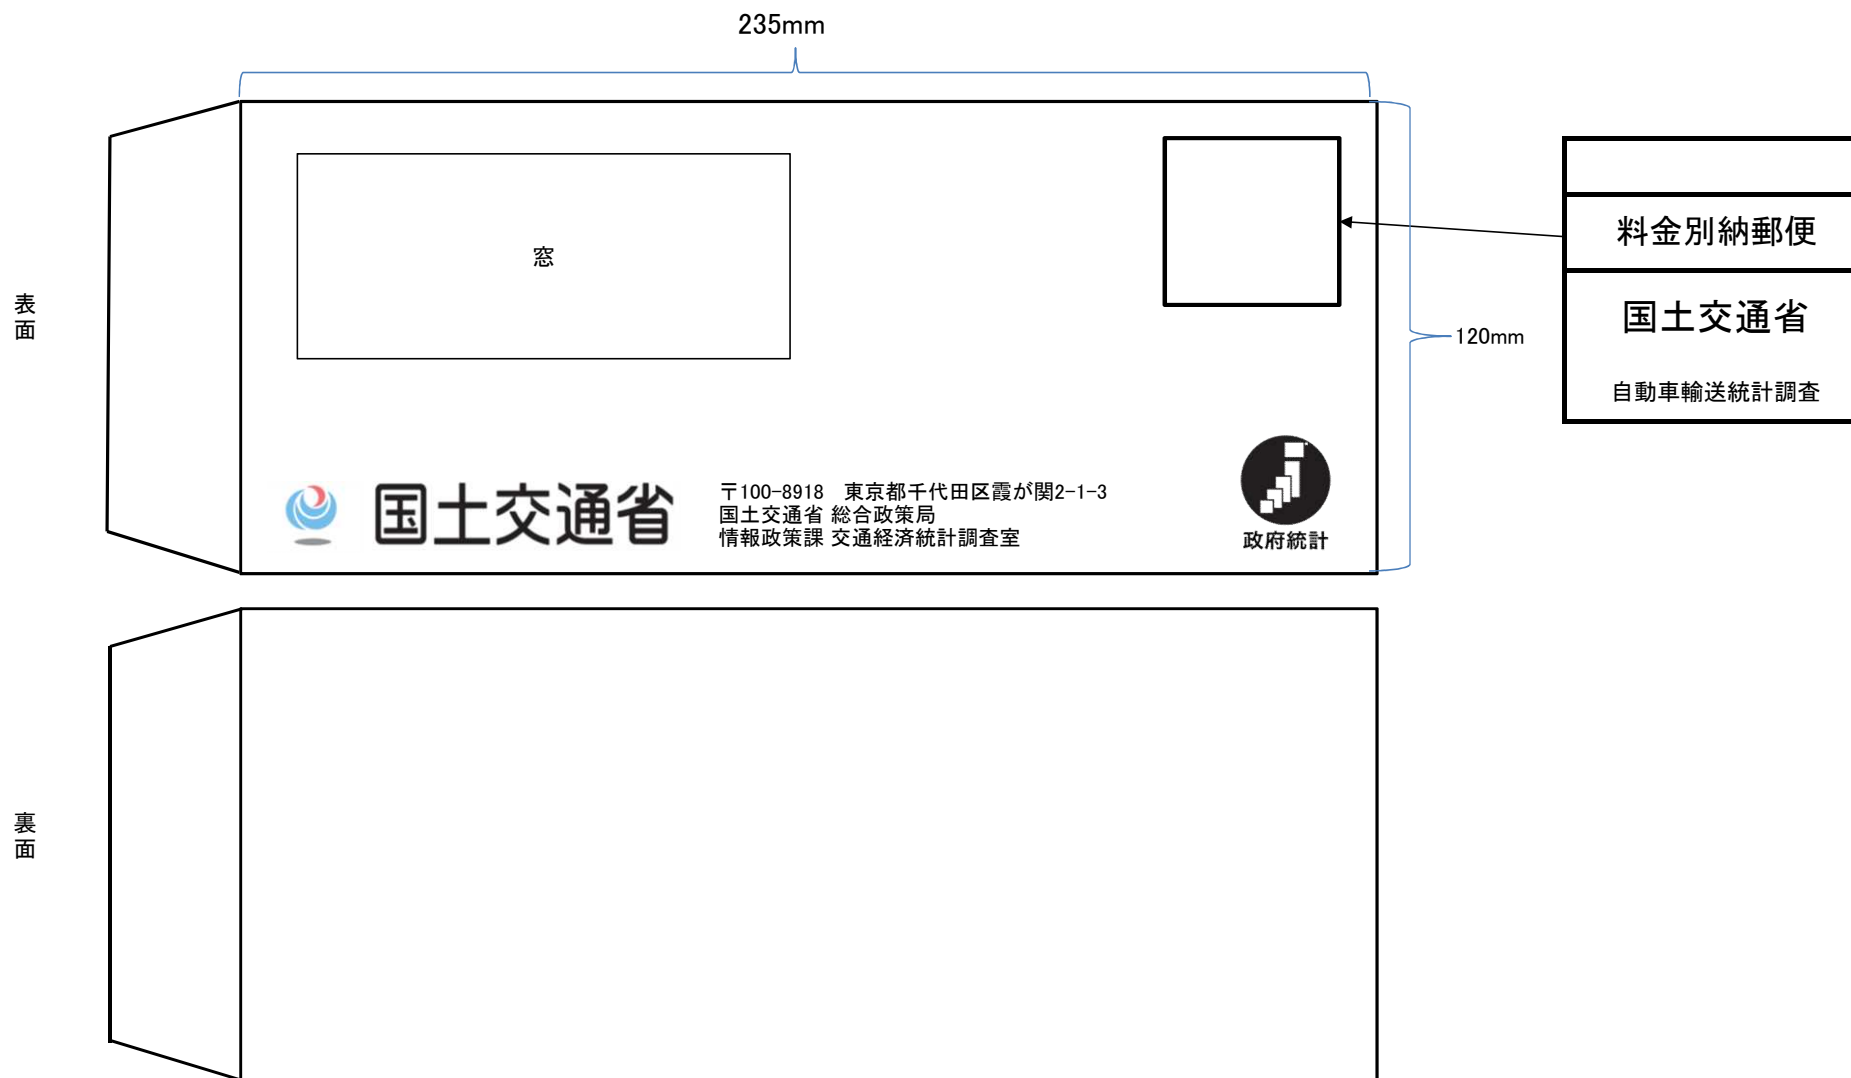 235mm
表面
窓
120mm
料金別納郵便
国土交通省
自動車輸送統計調査
国土交通省
〒100-8918　東京都千代田区霞が関2-1-3
国土交通省 総合政策局
情報政策課 交通経済統計調査室
政府統計
裏面